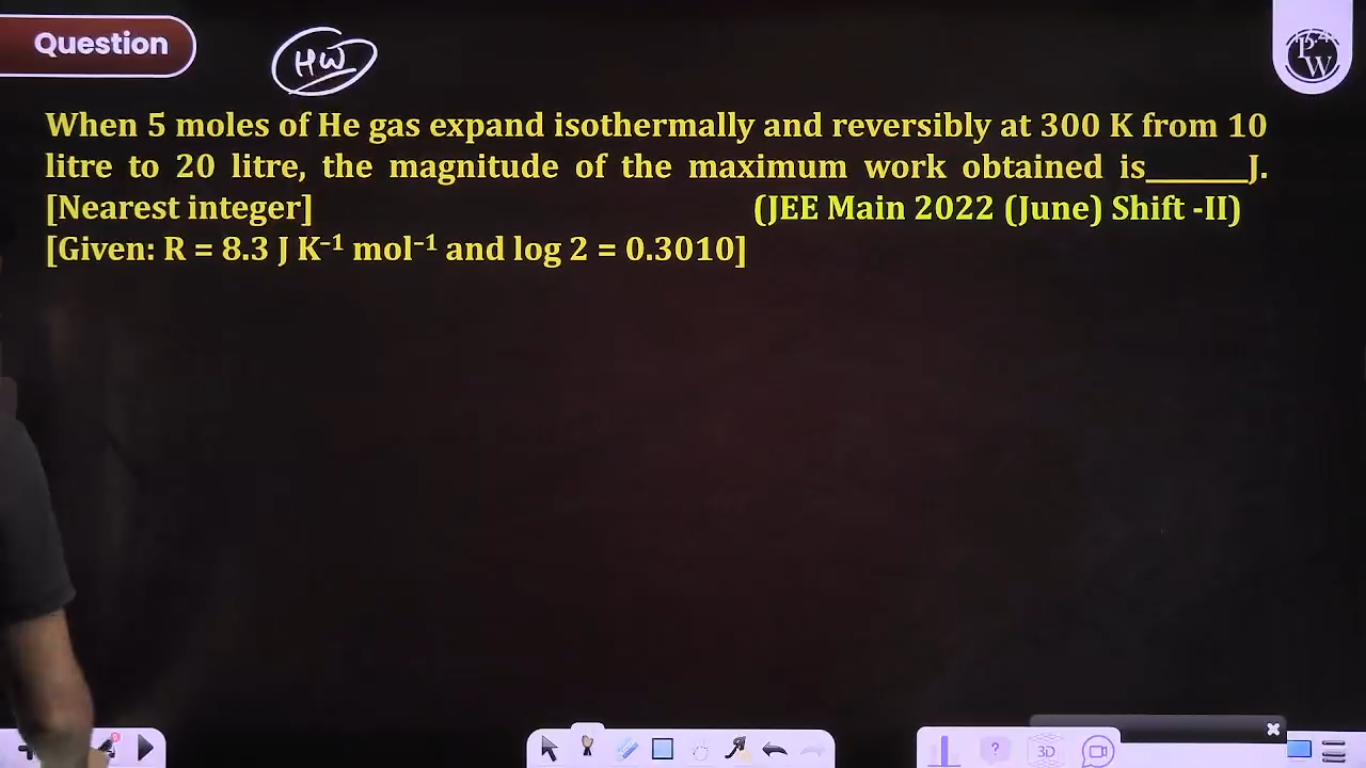 Question
HW
PW
When 5 moles of He gas expand isothermally and reversibly at 300 K from 10
litre to 20 litre, the magnitude of the maximum work obtained is_______J.
[Nearest integer] (JEE Main 2022 (June) Shift -II)
[Given: R = 8.3 J K⁻¹ mol⁻¹ and log 2 = 0.3010]
?
3D